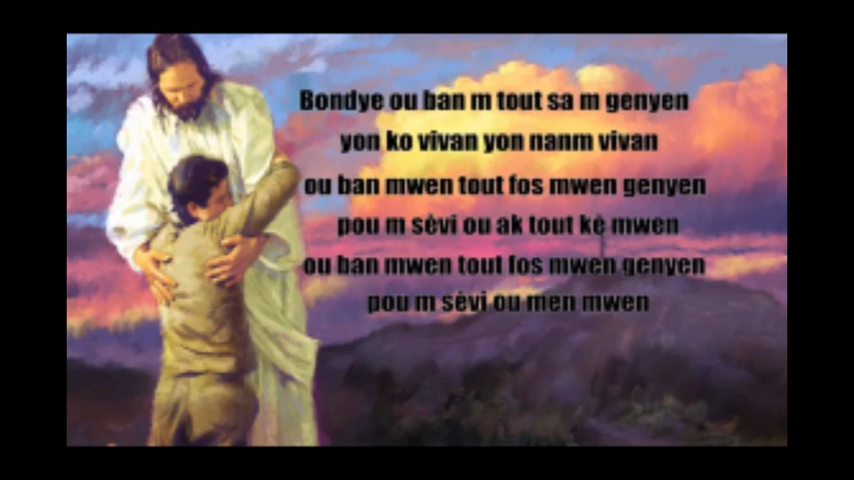 Bondye ou ban m tout sa m genyen
yon ko vivan yon nanm vivan
ou ban mwen tout fos mwen genyen
pou m sèvi ou ak tout kè mwen
ou ban mwen tout fos mwen genyen
pou m sèvi ou men mwen